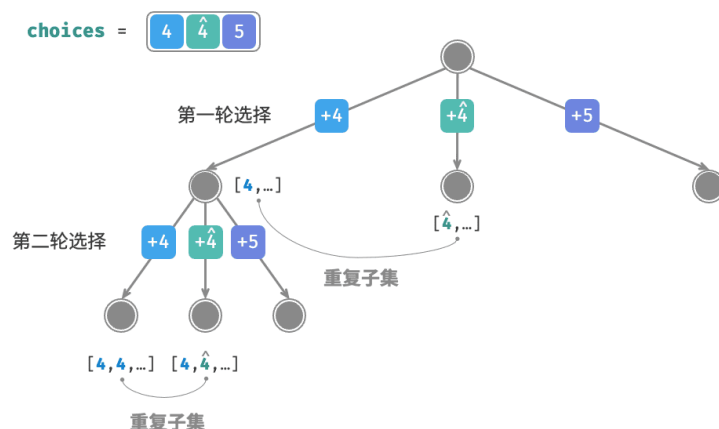 choices = 4 4̂ 5
第一轮选择 +4 +4̂ +5
[4,…]
[4̂,…]
第二轮选择 +4 +4̂ +5
重复子集
[4,4,…] [4,4̂,…]
重复子集